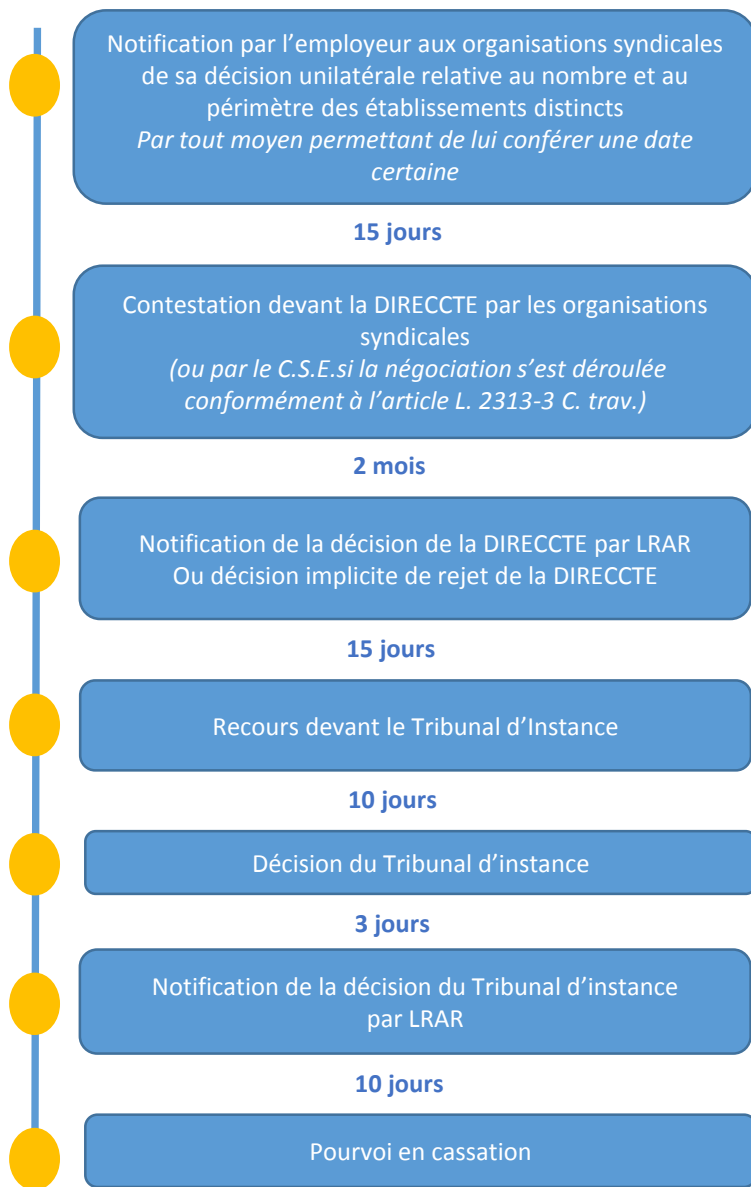 Notification par l’employeur aux organisations syndicales
de sa décision unilatérale relative au nombre et au
périmètre des établissements distincts
Par tout moyen permettant de lui conférer une date
certaine
15 jours
Contestation devant la DIRECCTE par les organisations
syndicales
(ou par le C.S.E.si la négociation s’est déroulée
conformément à l’article L. 2313-3 C. trav.)
2 mois
Notification de la décision de la DIRECCTE par LRAR
Ou décision implicite de rejet de la DIRECCTE
15 jours
Recours devant le Tribunal d’Instance
10 jours
Décision du Tribunal d’instance
3 jours
Notification de la décision du Tribunal d’instance
par LRAR
10 jours
Pourvoi en cassation